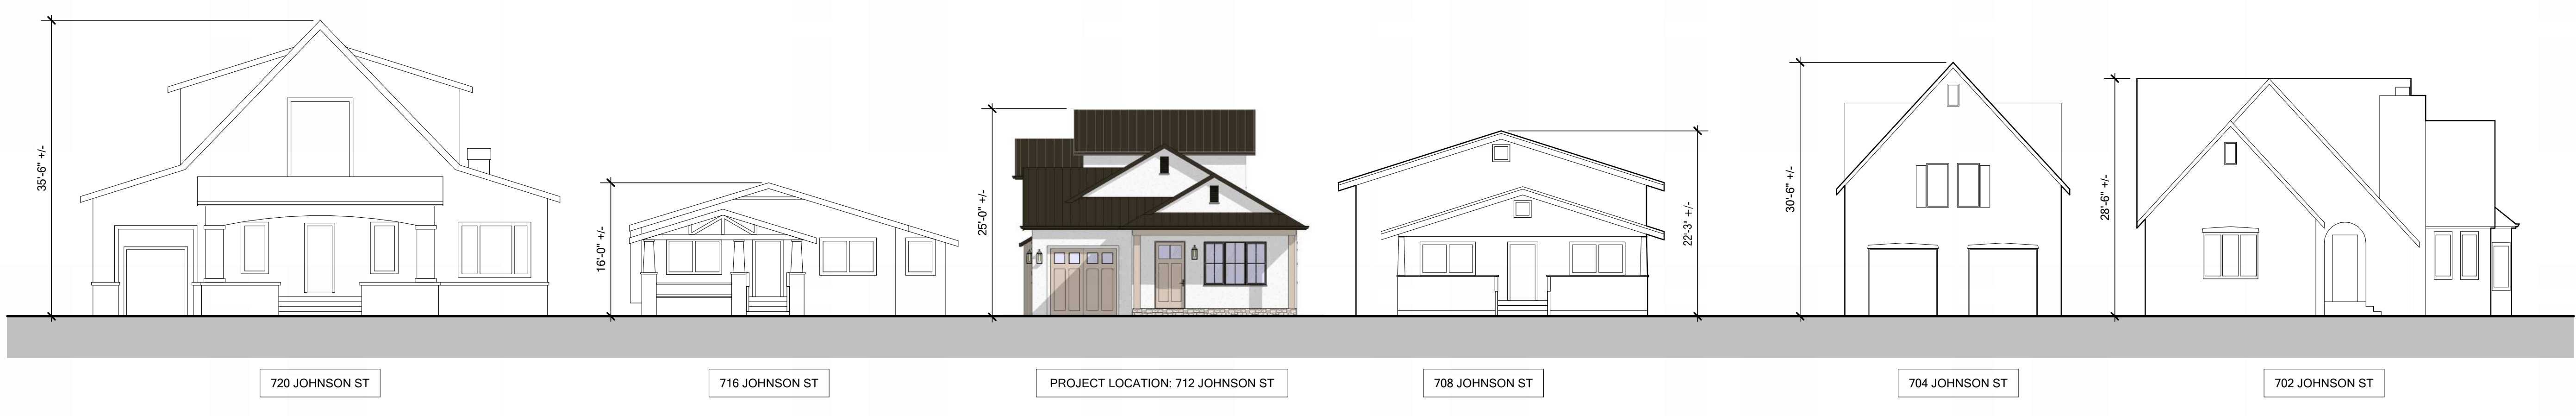 35'-6" +/-
16'-0" +/-
25'-0" +/-
22'-3" +/-
30'-6" +/-
28'-6" +/-
720 JOHNSON ST
716 JOHNSON ST
PROJECT LOCATION: 712 JOHNSON ST
708 JOHNSON ST
704 JOHNSON ST
702 JOHNSON ST